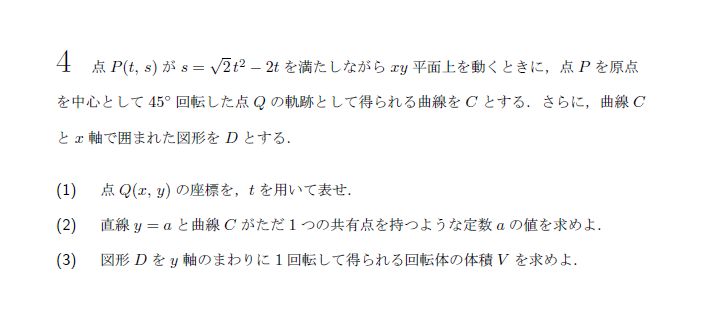 4 点 P(t, s) が s = √2 t² − 2t を満たしながら xy 平面上を動くときに，点 P を原点
を中心として 45° 回転した点 Q の軌跡として得られる曲線を C とする．さらに，曲線 C
と x 軸で囲まれた図形を D とする．
(1) 点 Q(x, y) の座標を，t を用いて表せ．
(2) 直線 y = a と曲線 C がただ 1 つの共有点を持つような定数 a の値を求めよ．
(3) 図形 D を y 軸のまわりに 1 回転して得られる回転体の体積 V を求めよ．